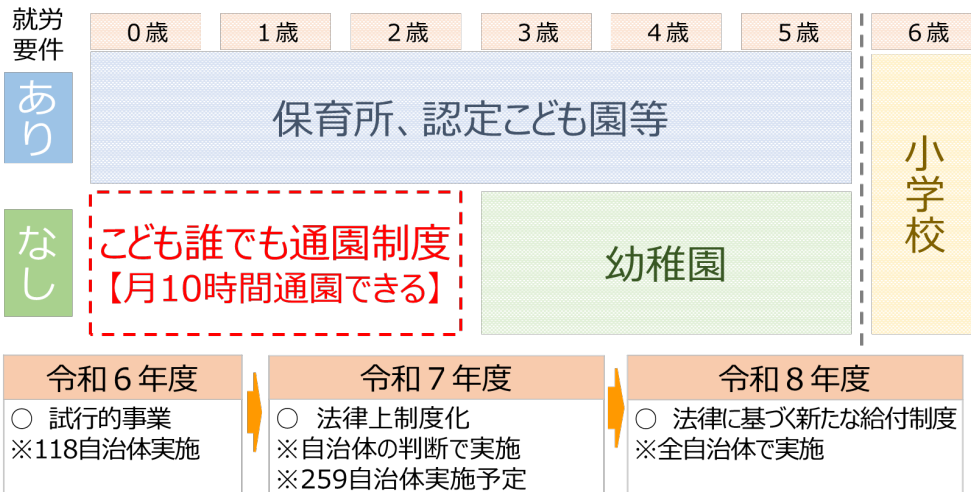 就労
要件
0歳
1歳
2歳
3歳
4歳
5歳
6歳
あり
保育所、認定こども園等
小学校
なし
こども誰でも通園制度
【月10時間通園できる】
幼稚園
令和6年度
○ 試行的事業
※118自治体実施
令和7年度
○ 法律上制度化
※自治体の判断で実施
※259自治体実施予定
令和8年度
○ 法律に基づく新たな給付制度
※全自治体で実施